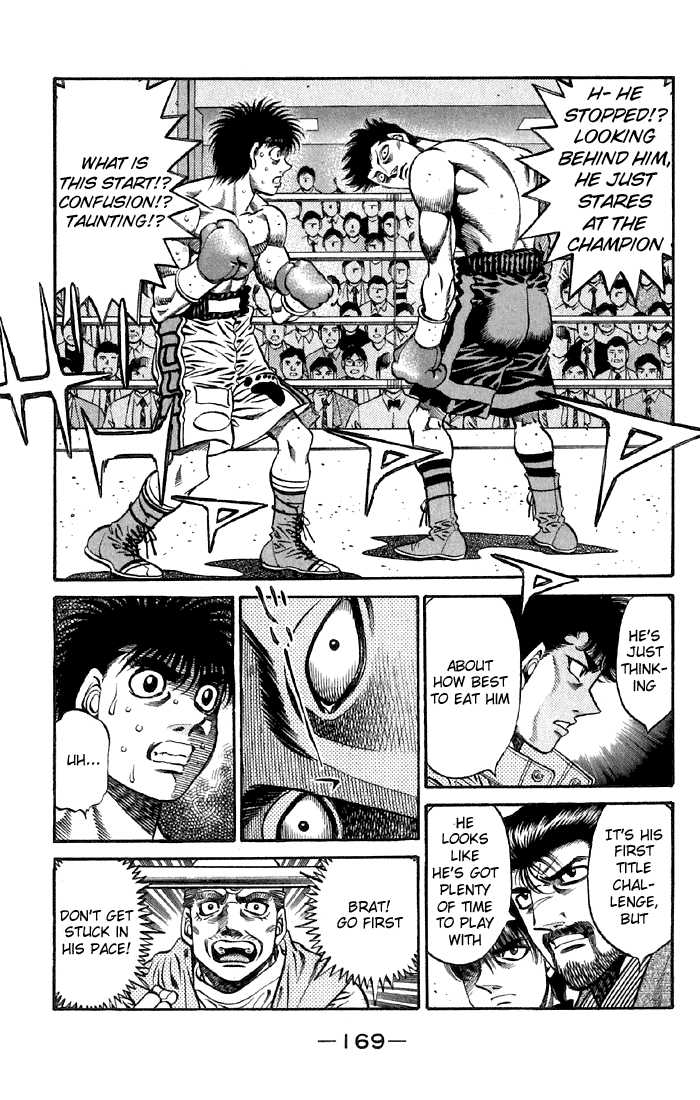 H- HE
STOPPED!?
LOOKING
BEHIND HIM,
HE JUST
STARES
AT THE
CHAMPION
WHAT IS
THIS START!?
CONFUSION!?
TAUNTING!?
HE'S
JUST
THINK-
ING
ABOUT
HOW BEST
TO EAT HIM
UH...
IT'S HIS
FIRST
TITLE
CHAL-
LENGE,
BUT
HE
LOOKS
LIKE
HE'S GOT
PLENTY
OF TIME
TO PLAY
WITH
BRAT!
GO FIRST
DON'T GET
STUCK IN
HIS PACE!
—169—